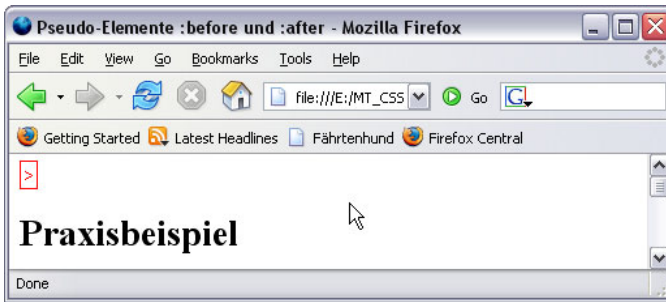 Pseudo-Elemente :before und :after - Mozilla Firefox
File Edit View Go Bookmarks Tools Help
file:///E:/MT_CSS Go G
Getting Started Latest Headlines Fährtenhund Firefox Central
>
Praxisbeispiel
Done